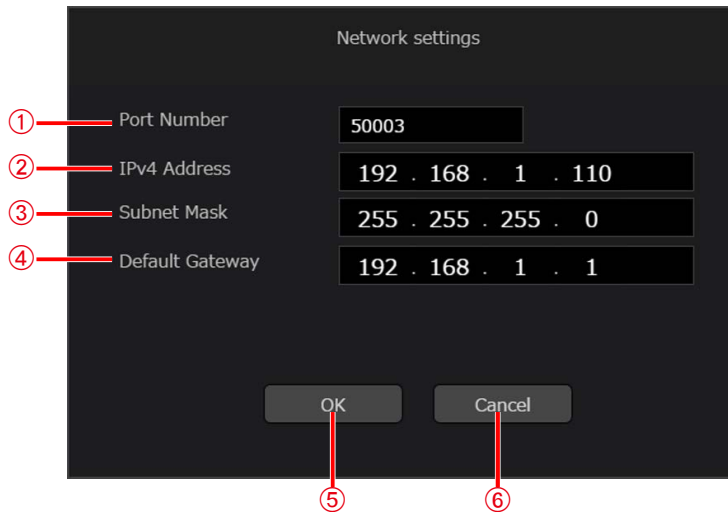 Network settings
① Port Number 50003
② IPv4 Address 192 . 168 . 1 . 110
③ Subnet Mask 255 . 255 . 255 . 0
④ Default Gateway 192 . 168 . 1 . 1
OK Cancel
⑤ ⑥